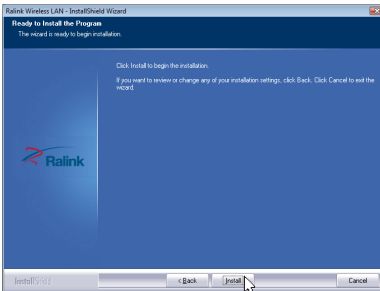 Ralink Wireless LAN - InstallShield Wizard
Ready to Install the Program
The wizard is ready to begin installation.
Click Install to begin the installation.
If you want to review or change any of your installation settings, click Back. Click Cancel to exit the
wizard.
Ralink
InstallShield
< Back
Install
Cancel